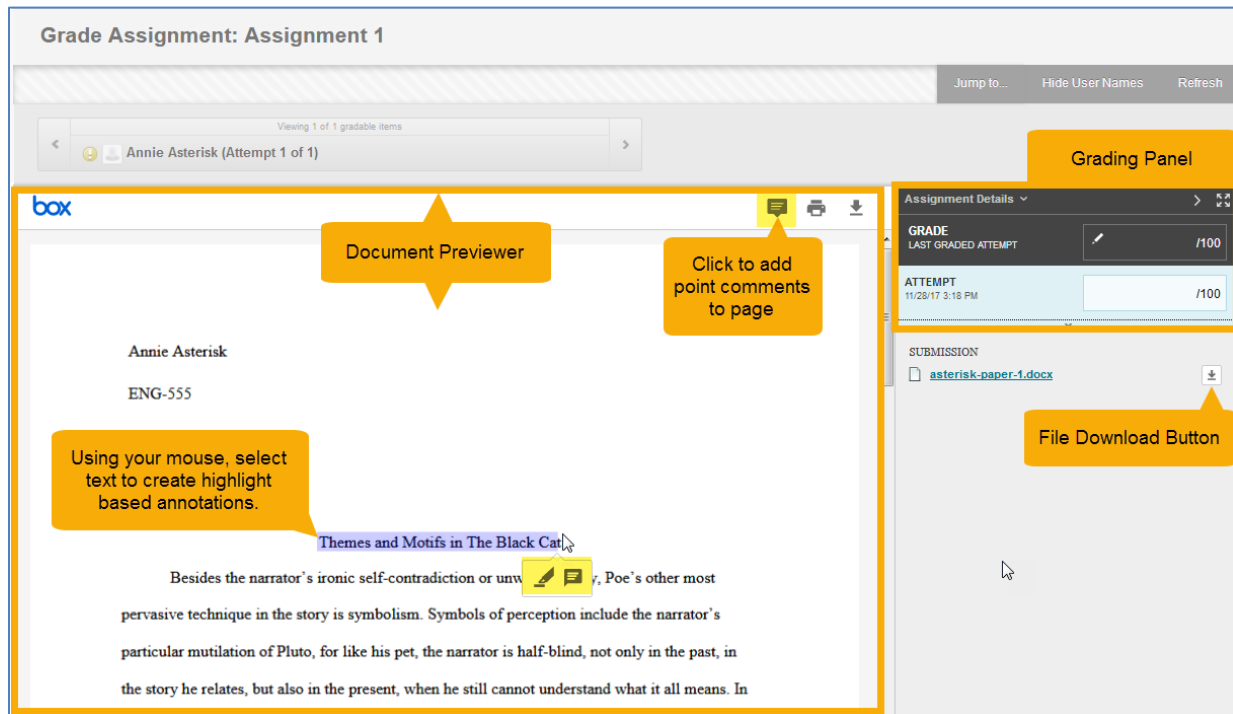 Grade Assignment: Assignment 1
Jump to...
Hide User Names
Refresh
Viewing 1 of 1 gradable items
Annie Asterisk (Attempt 1 of 1)
Grading Panel
box
Document Previewer
Click to add
point comments
to page
Assignment Details
GRADE
LAST GRADED ATTEMPT
/100
ATTEMPT
11/28/17 3:18 PM
/100
SUBMISSION
asterisk-paper-1.docx
File Download Button
Annie Asterisk
ENG-555
Using your mouse, select
text to create highlight
based annotations.
Themes and Motifs in The Black Cat
Besides the narrator's ironic self-contradiction or unw y, Poe's other most
pervasive technique in the story is symbolism. Symbols of perception include the narrator's
particular mutilation of Pluto, for like his pet, the narrator is half-blind, not only in the past, in
the story he relates, but also in the present, when he still cannot understand what it all means. In